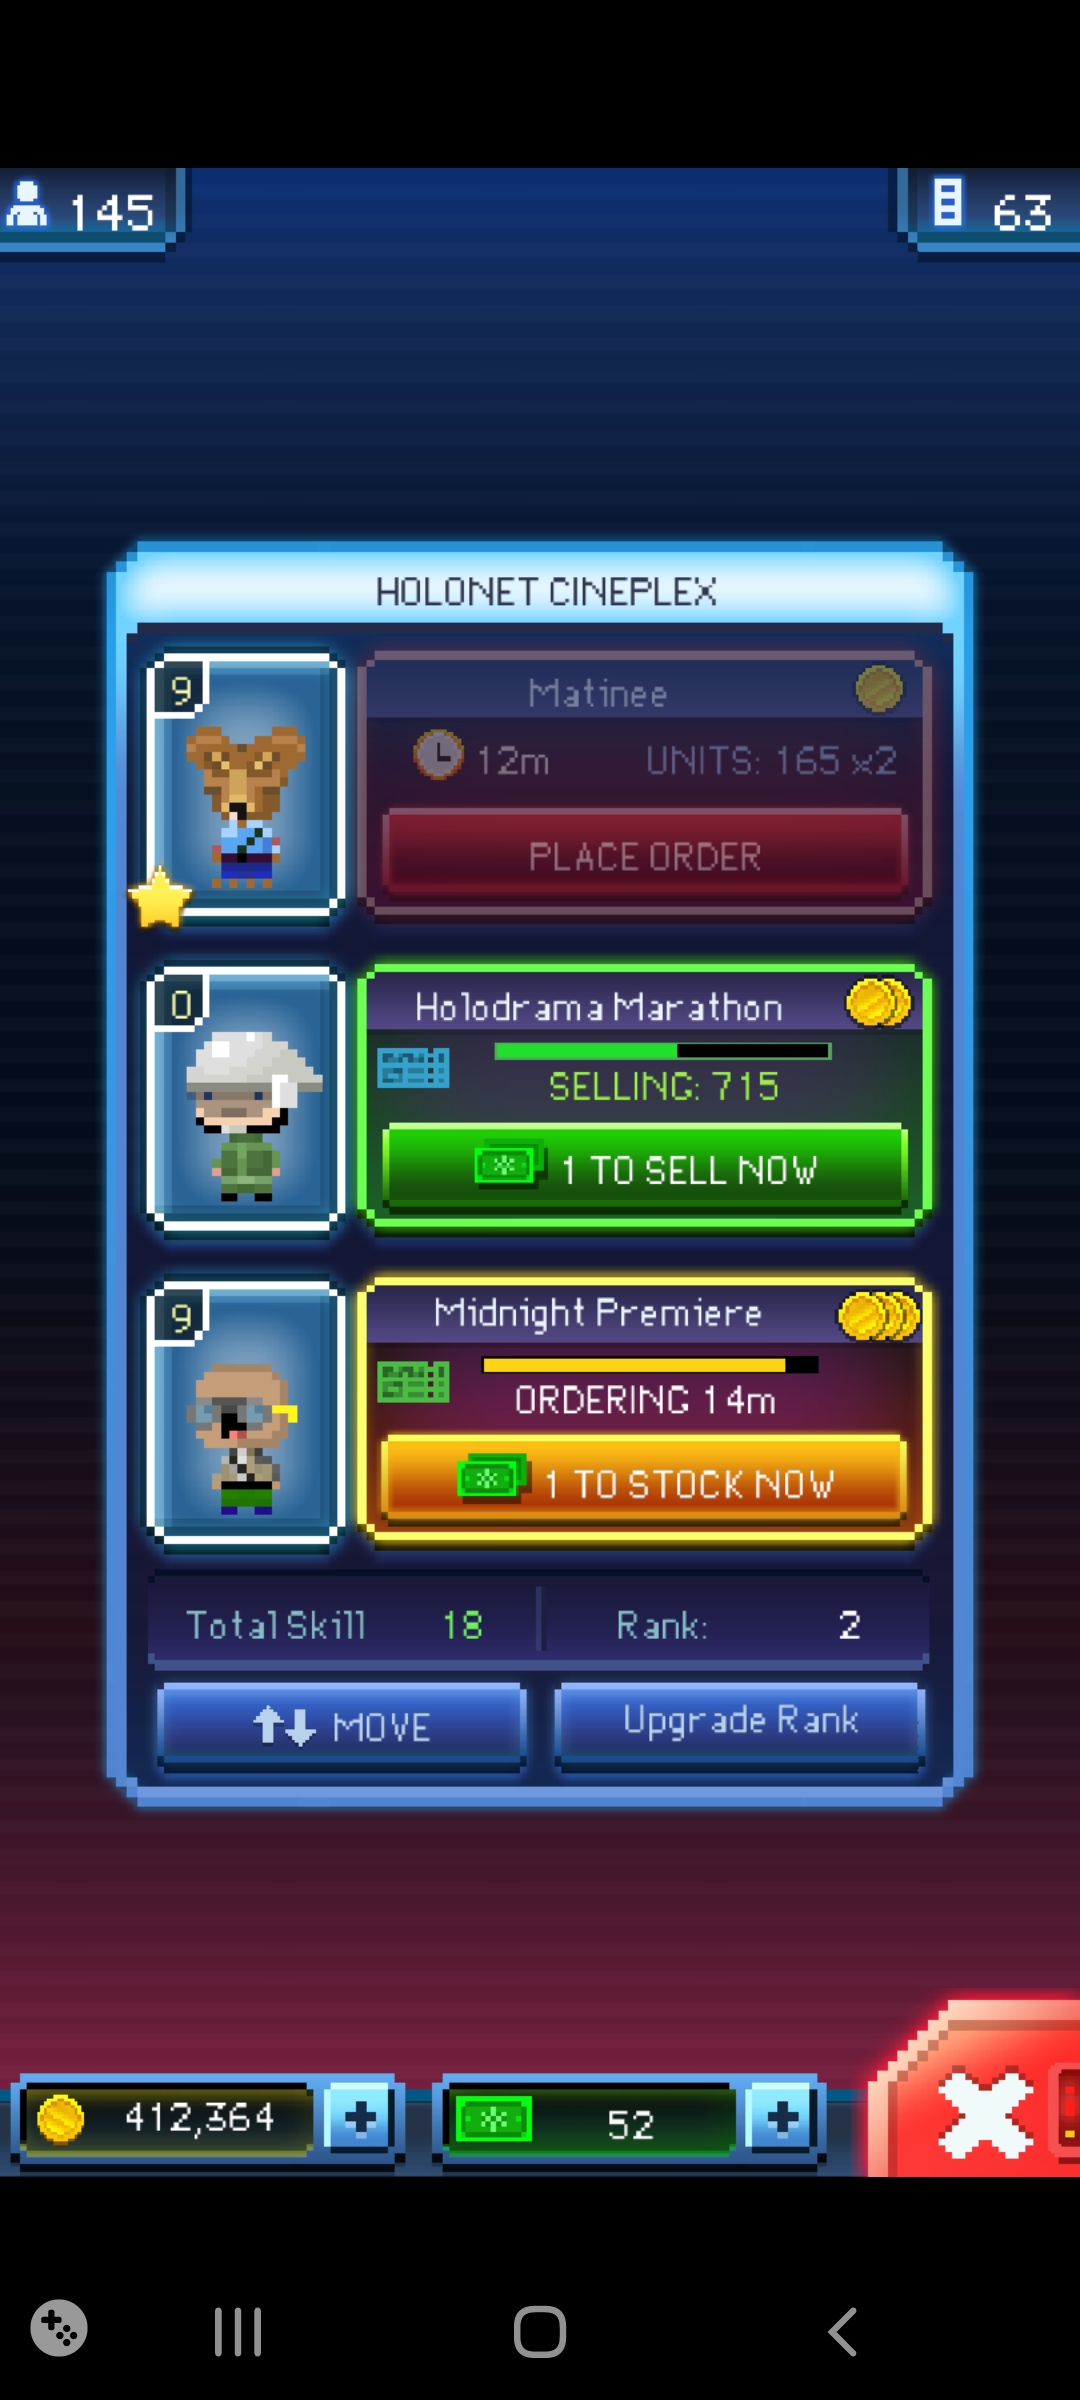 145
63
HOLONET CINEPLEX
9
Matinee
12m
UNITS: 165 x2
PLACE ORDER
0
Holodrama Marathon
SELLING: 715
1 TO SELL NOW
9
Midnight Premiere
ORDERING 14m
1 TO STOCK NOW
Total Skill 18
Rank: 2
MOVE
Upgrade Rank
412,364
52